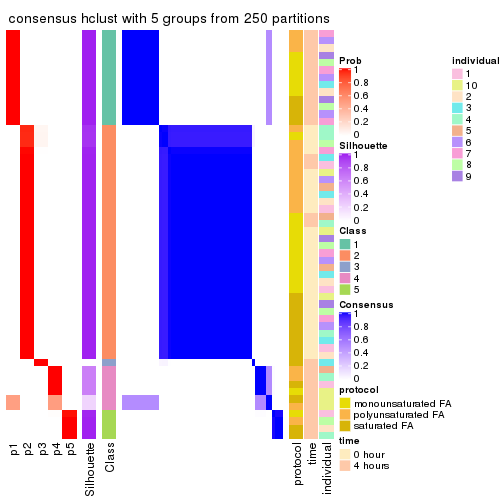 consensus hclust with 5 groups from 250 partitions
Prob
1
0.8
0.6
0.4
0.2
0
Silhouette
1
0.8
0.6
0.4
0.2
0
Class
1
2
3
4
5
Consensus
1
0.8
0.6
0.4
0.2
0
protocol
monounsaturated FA
polyunsaturated FA
saturated FA
time
0 hour
4 hours
individual
1
10
2
3
4
5
6
7
8
9
p1
p2
p3
p4
p5
Silhouette
Class
protocol
time
individual